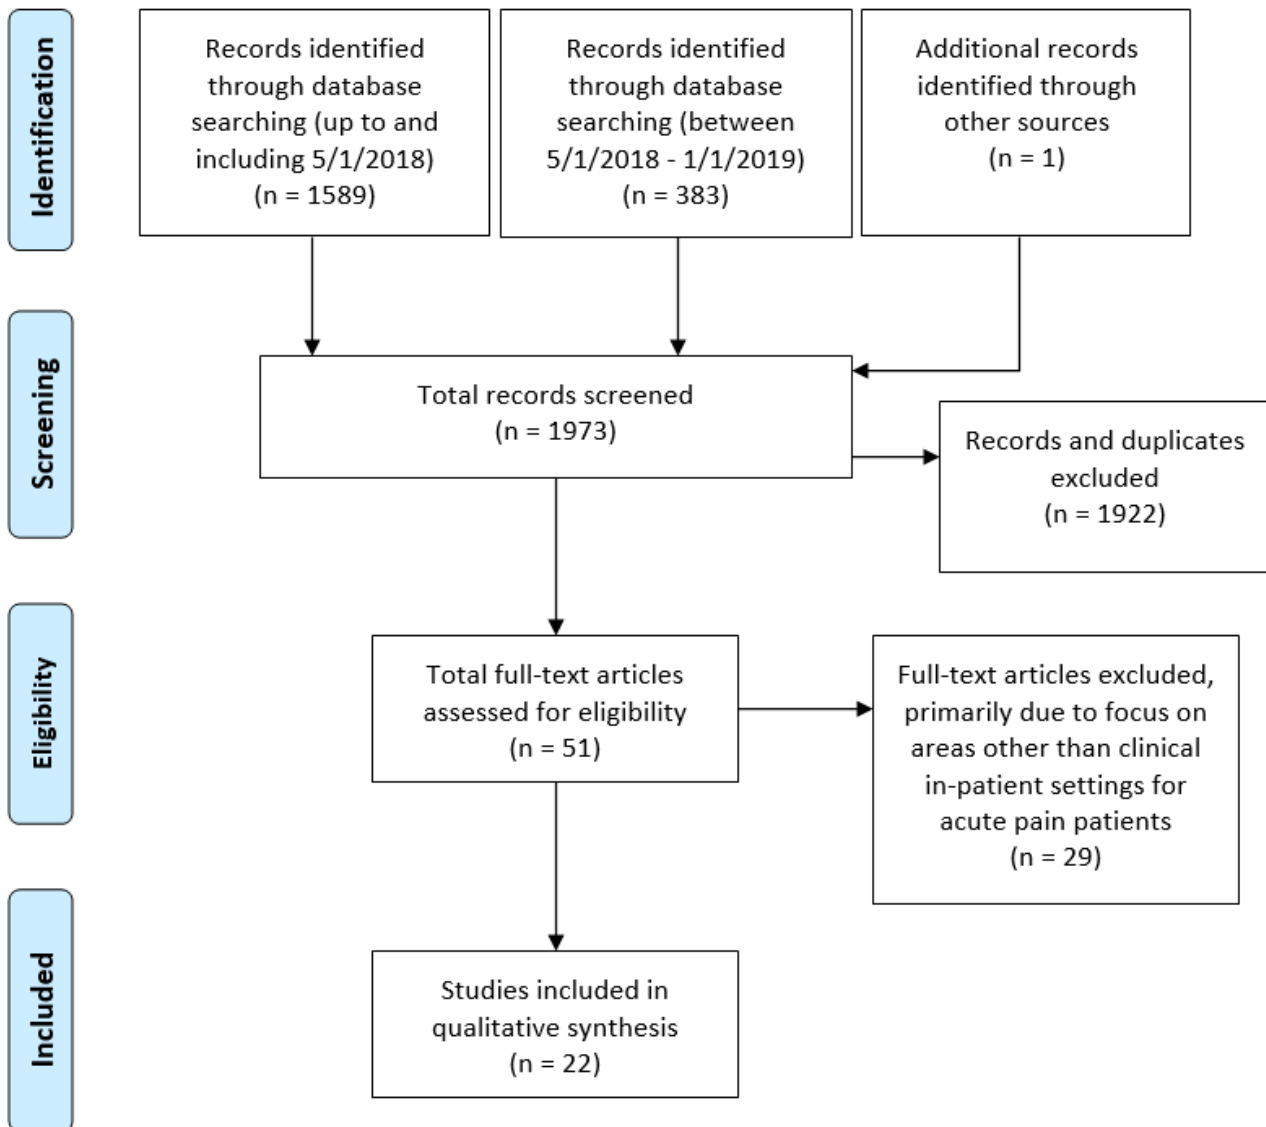 Identification
Records identified
through database
searching (up to and
including 5/1/2018)
(n = 1589)
Records identified
through database
searching (between
5/1/2018 - 1/1/2019)
(n = 383)
Additional records
identified through
other sources
(n = 1)
Screening
Total records screened
(n = 1973)
Records and duplicates
excluded
(n = 1922)
Eligibility
Total full-text articles
assessed for eligibility
(n = 51)
Full-text articles excluded,
primarily due to focus on
areas other than clinical
in-patient settings for
acute pain patients
(n = 29)
Included
Studies included in
qualitative synthesis
(n = 22)